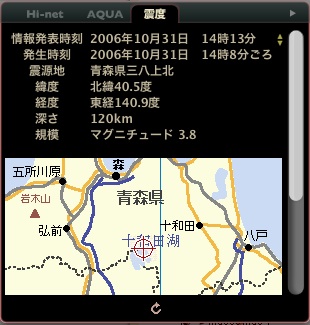 Hi-net AQUA 震度
情報発表時刻 2006年10月31日 14時13分
発生時刻 2006年10月31日 14時8分ごろ
震源地 青森県三八上北
緯度 北緯40.5度
経度 東経140.9度
深さ 120km
規模 マグニチュード 3.8
五所川原
森
岩木山
青森県
弘前
十和田
十和田湖
八戸